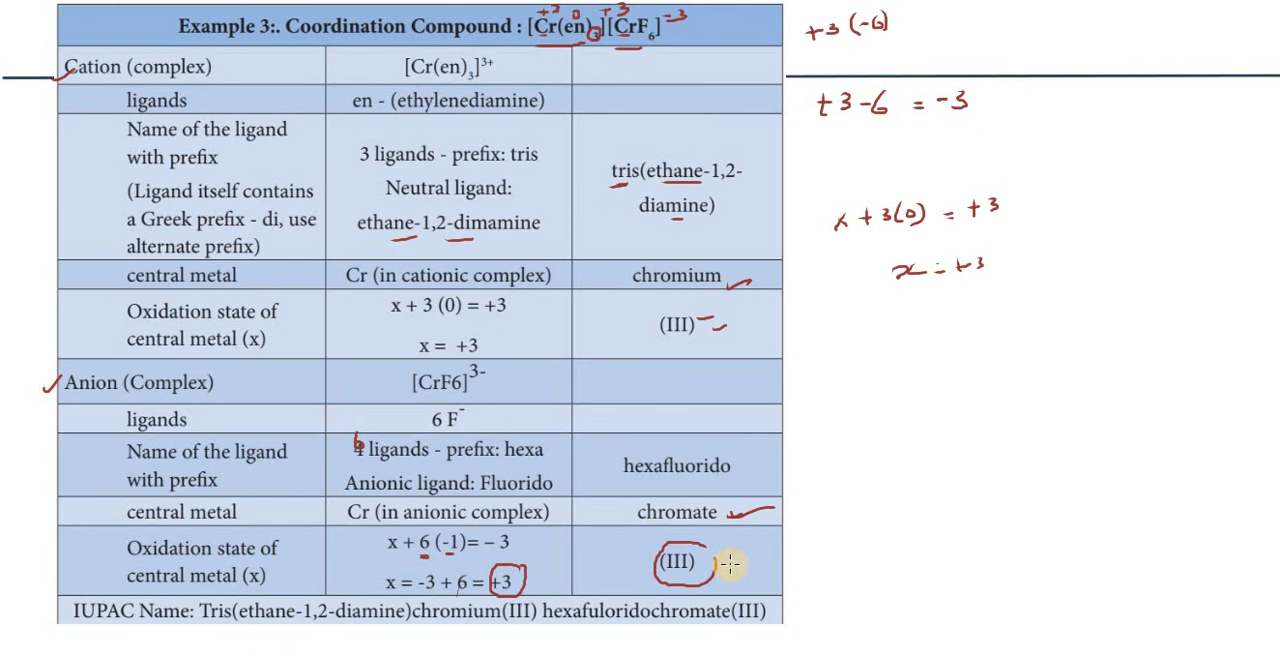 Example 3:. Coordination Compound : [Cr(en)₃][CrF₆]
+3 0 +3 =-3
3
Cation (complex) [Cr(en)₃]³⁺
ligands en - (ethylenediamine)
Name of the ligand with prefix
(Ligand itself contains a Greek prefix - di, use alternate prefix)
3 ligands - prefix: tris
Neutral ligand:
ethane-1,2-dimamine
tris(ethane-1,2-
diamine)
central metal Cr (in cationic complex) chromium
Oxidation state of
central metal (x)
x + 3 (0) = +3
x = +3
(III)
Anion (Complex) [CrF6]³⁻
ligands 6 F⁻
Name of the ligand
with prefix
6 ligands - prefix: hexa
Anionic ligand: Fluorido
hexafluorido
central metal Cr (in anionic complex) chromate
Oxidation state of
central metal (x)
x + 6 (-1)= – 3
x = -3 + 6 = +3
(III)
IUPAC Name: Tris(ethane-1,2-diamine)chromium(III) hexafuloridochromate(III)
+3 (-6)
+3-6 = -3
x + 3(0) = +3
x = +3